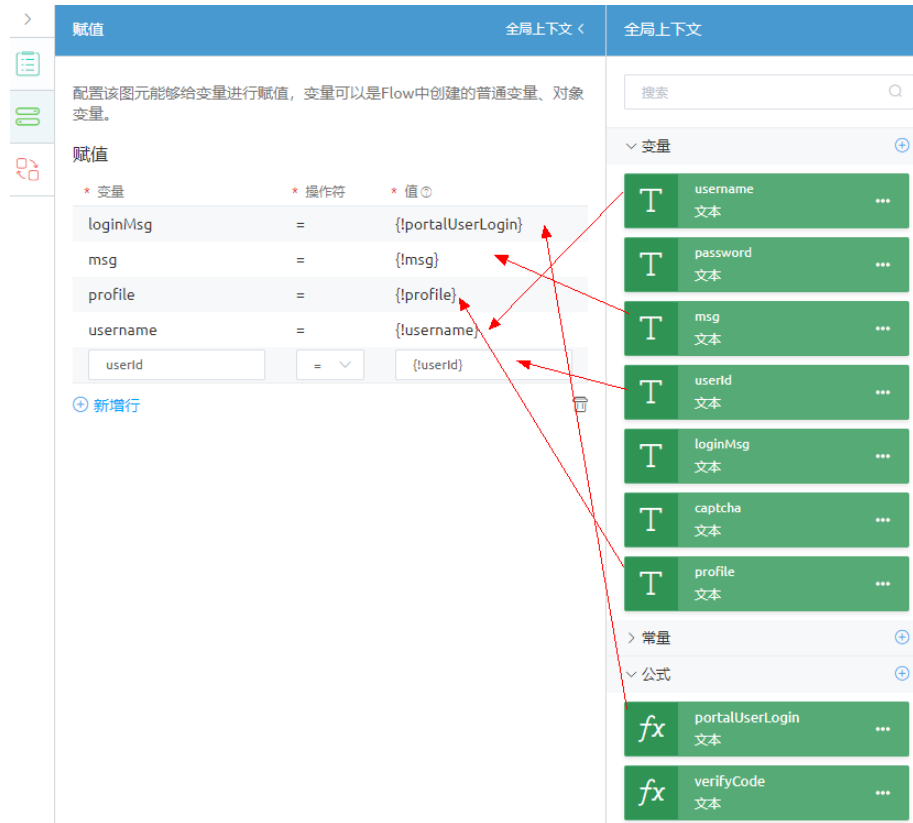 赋值
全局上下文
配置该图元能够给变量进行赋值，变量可以是Flow中创建的普通变量、对象
变量。
赋值
* 变量 * 操作符 * 值
loginMsg = {!portalUserLogin}
msg = {!msg}
profile = {!profile}
username = {!username}
userId = {!userId}
新增行
全局上下文
搜索
变量
T username
文本
T password
文本
T msg
文本
T userId
文本
T loginMsg
文本
T captcha
文本
T profile
文本
常量
公式
fx portalUserLogin
文本
fx verifyCode
文本